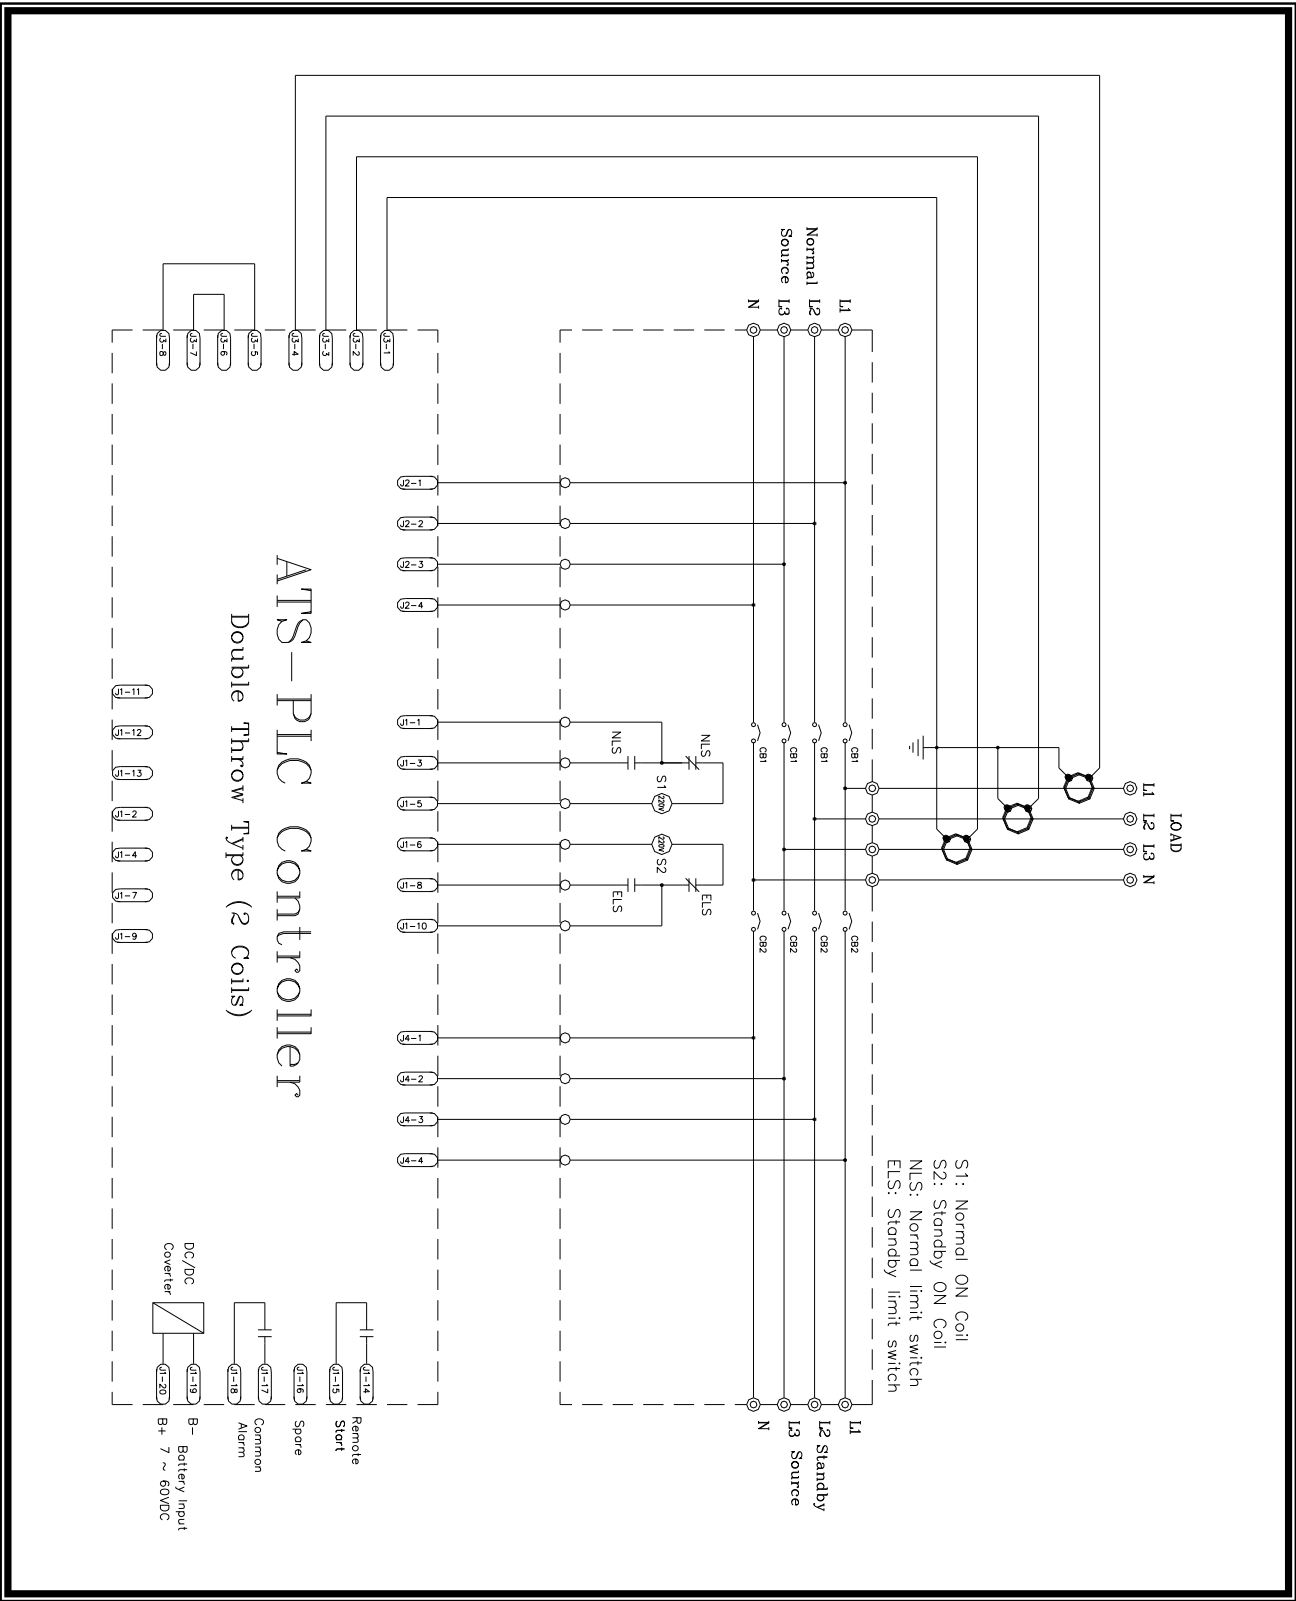 LOAD
L1
L2
L3
N
Normal
Source
L1
L2
L3
N
CB1
CB1
CB1
CB1
CB2
CB2
CB2
CB2
L1
L2
L3
N
Standby
Source
S1: Normal ON Coil
S2: Standby ON Coil
NLS: Normal limit switch
ELS: Standby limit switch
NLS
NLS
S1
220V
220V
S2
ELS
ELS
J3-1
J3-2
J3-3
J3-4
J3-5
J3-6
J3-7
J3-8
J2-1
J2-2
J2-3
J2-4
J1-1
J1-3
J1-5
J1-6
J1-8
J1-10
J4-1
J4-2
J4-3
J4-4
ATS-PLC Controller
Double Throw Type (2 Coils)
J1-11
J1-12
J1-13
J1-2
J1-4
J1-7
J1-9
DC/DC
Coverter
J1-14
J1-15
J1-16
J1-17
J1-18
J1-19
J1-20
Remote
Start
Spare
Common
Alarm
B- Battery Input
B+ 7 ~ 60VDC